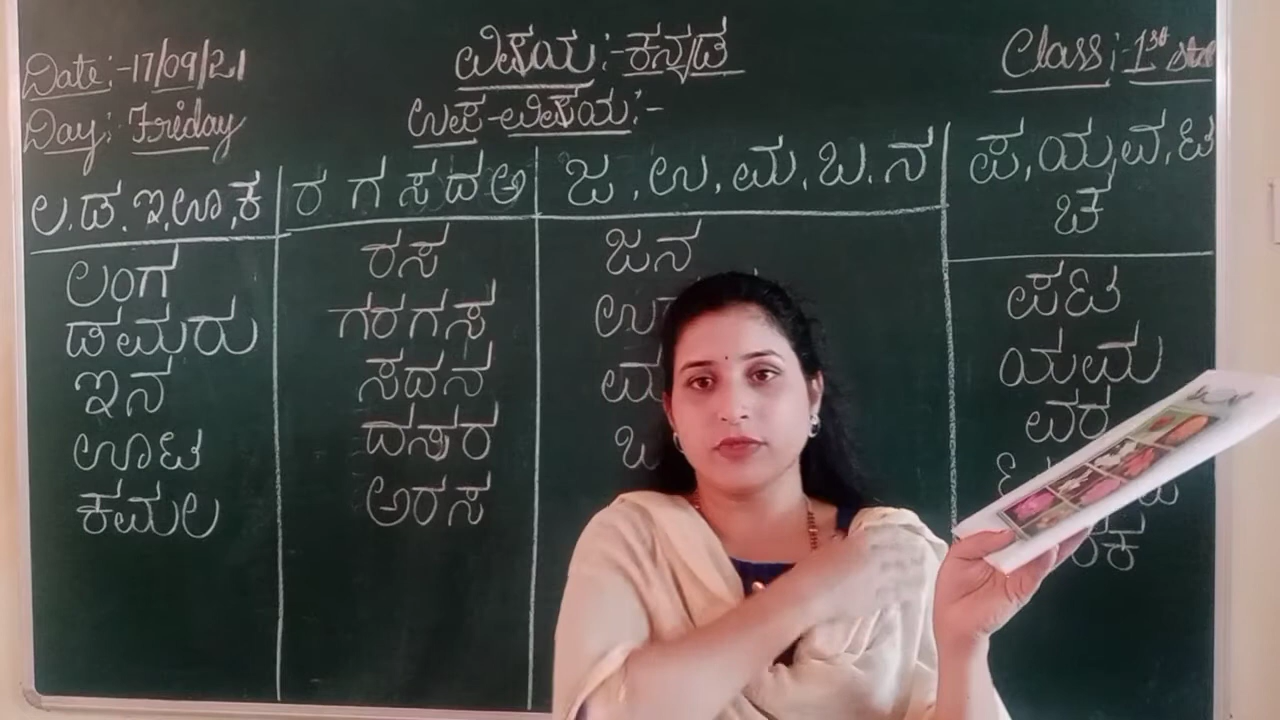 Date:-17/09/21
Day: Friday
ವಿಷಯ:-ಕನ್ನಡ
ಉಪ-ವಿಷಯ:-
Class:-1st
ಲ.ಡ.ಇ.ಊ.ಕ
ಲಂಗ
ಡಮರು
ಇನ
ಊಟ
ಕಮಲ
ರ ಗ ಸ ದ ಅ
ರಸ
ಗರಗಸ
ಸದನ
ದಸರ
ಅರಸ
ಜ.ಉ.ಮ.ಬ.ನ
ಜನ
ಪ.ಯ.ವ.ಟ
ಚ
ಪಟ
ಯಮ
ವರ